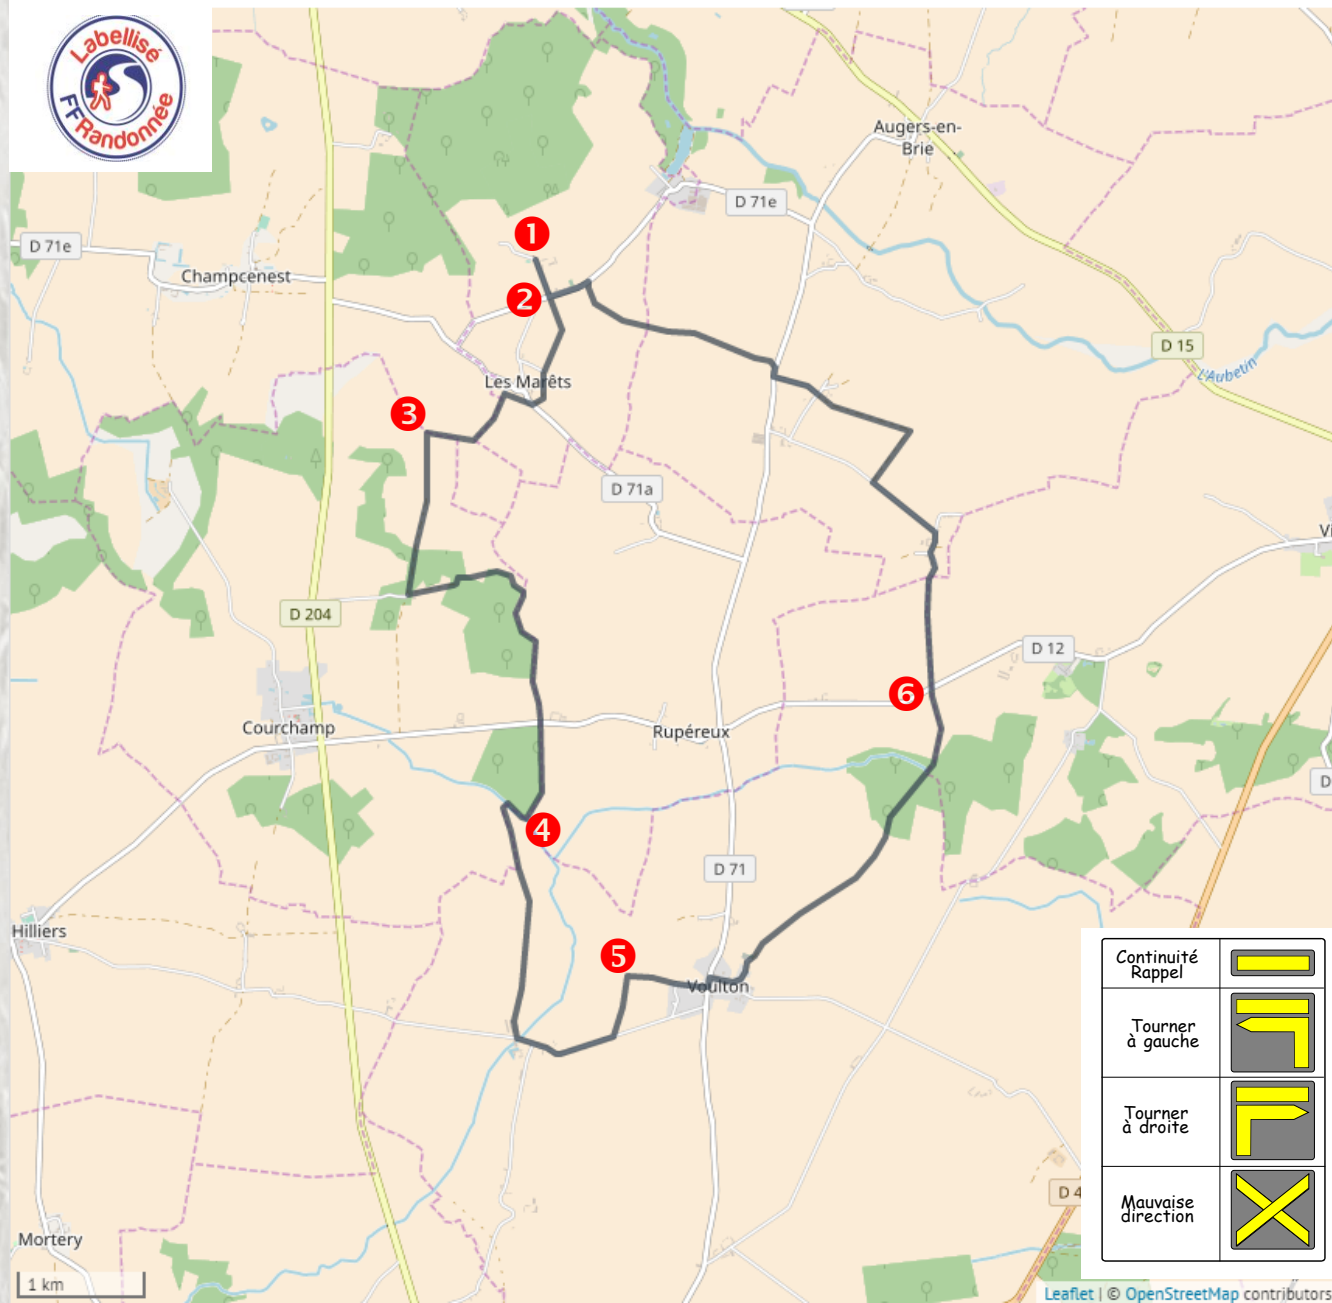 Labellisé
FFRandonnée
Augers-en-
Brie
D 71e
D 71e
Champcenest
1
2
D 15
L'Aubetin
Les Marêts
3
D 71a
Vi
D 204
D 12
6
Courchamp
Rupéreux
D
4
D 71
Hilliers
5
Voulton
Continuité
Rappel
Tourner
à gauche
Tourner
à droite
D 4
Mauvaise
direction
Mortery
1 km
Leaflet | © OpenStreetMap contributors